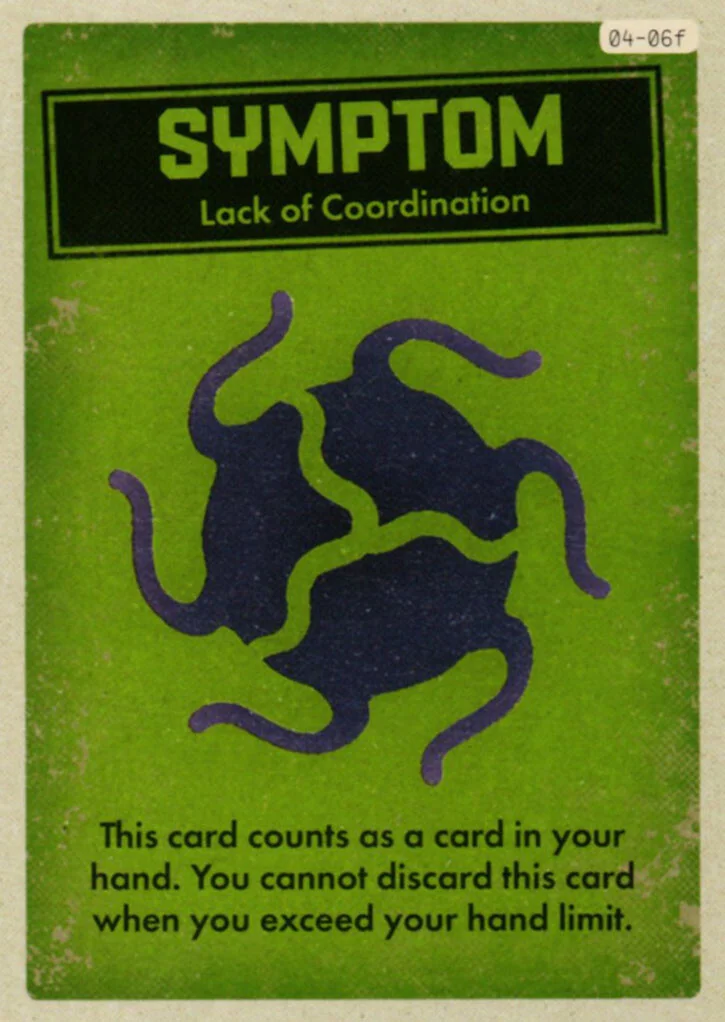 04-06f
SYMPTOM
Lack of Coordination
This card counts as a card in your
hand. You cannot discard this card
when you exceed your hand limit.